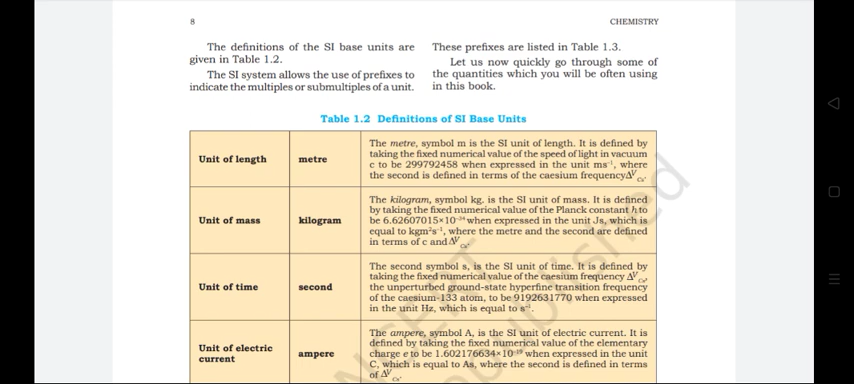 8
CHEMISTRY
The definitions of the SI base units are
given in Table 1.2.
The SI system allows the use of prefixes to
indicate the multiples or submultiples of a unit.
These prefixes are listed in Table 1.3.
Let us now quickly go through some of
the quantities which you will be often using
in this book.
Table 1.2 Definitions of SI Base Units
Unit of length
metre
The metre, symbol m is the SI unit of length. It is defined by
taking the fixed numerical value of the speed of light in vacuum
c to be 299792458 when expressed in the unit ms⁻¹, where
the second is defined in terms of the caesium frequency ΔV Cs.
Unit of mass
kilogram
The kilogram, symbol kg. is the SI unit of mass. It is defined
by taking the fixed numerical value of the Planck constant h to
be 6.62607015×10⁻³⁴ when expressed in the unit Js, which is
equal to kgm²s⁻¹, where the metre and the second are defined
in terms of c and ΔV Cs.
Unit of time
second
The second symbol s, is the SI unit of time. It is defined by
taking the fixed numerical value of the caesium frequency ΔV Cs,
the unperturbed ground-state hyperfine transition frequency
of the caesium-133 atom, to be 9192631770 when expressed
in the unit Hz, which is equal to s⁻¹.
Unit of electric
current
ampere
The ampere, symbol A, is the SI unit of electric current. It is
defined by taking the fixed numerical value of the elementary
charge e to be 1.602176634×10⁻¹⁹ when expressed in the unit
C, which is equal to As, where the second is defined in terms
of ΔV Cs.
NCERT
published